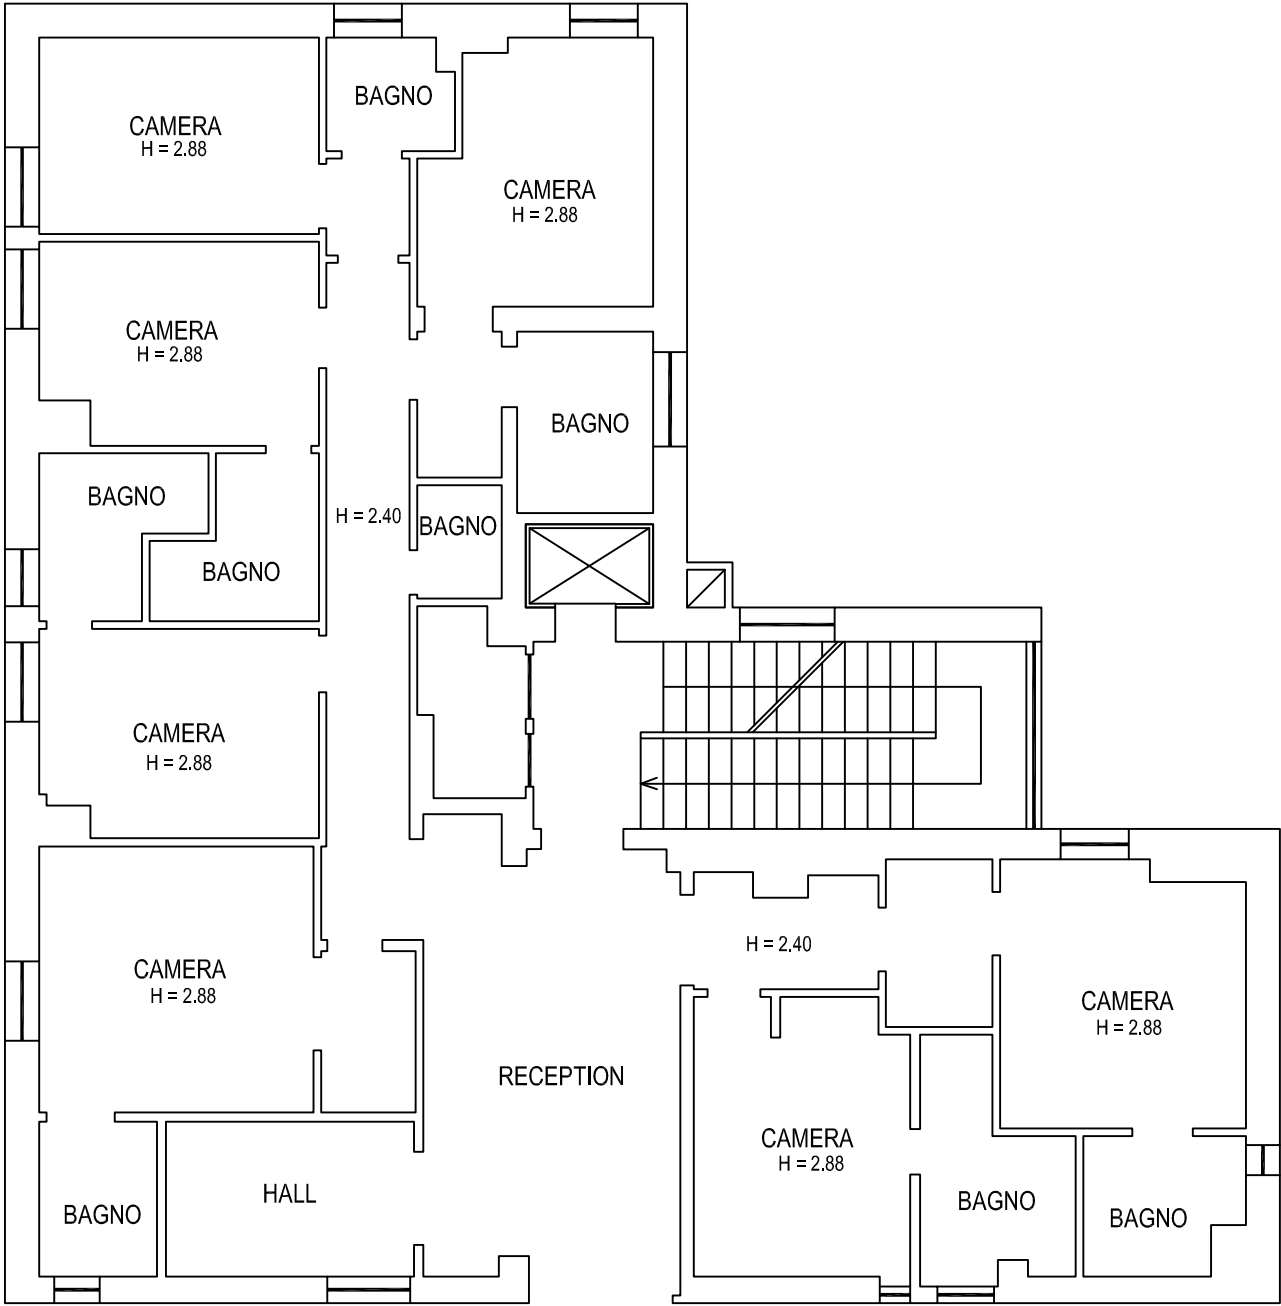 BAGNO
CAMERA
H = 2.88
CAMERA
H = 2.88
CAMERA
H = 2.88
BAGNO
BAGNO
H = 2.40
BAGNO
BAGNO
CAMERA
H = 2.88
CAMERA
H = 2.88
H = 2.40
CAMERA
H = 2.88
RECEPTION
CAMERA
H = 2.88
HALL
BAGNO
BAGNO
BAGNO